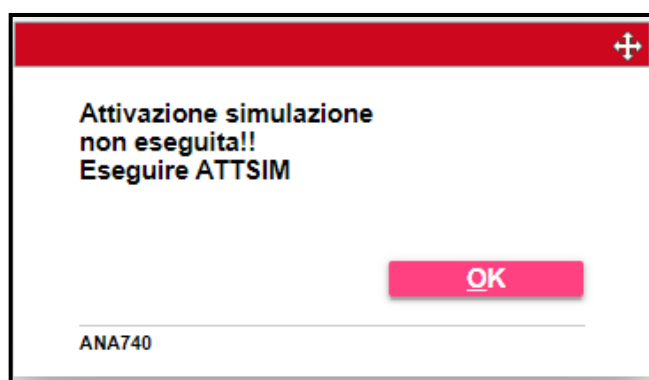 Attivazione simulazione
non eseguita!!
Eseguire ATTSIM
OK
ANA740